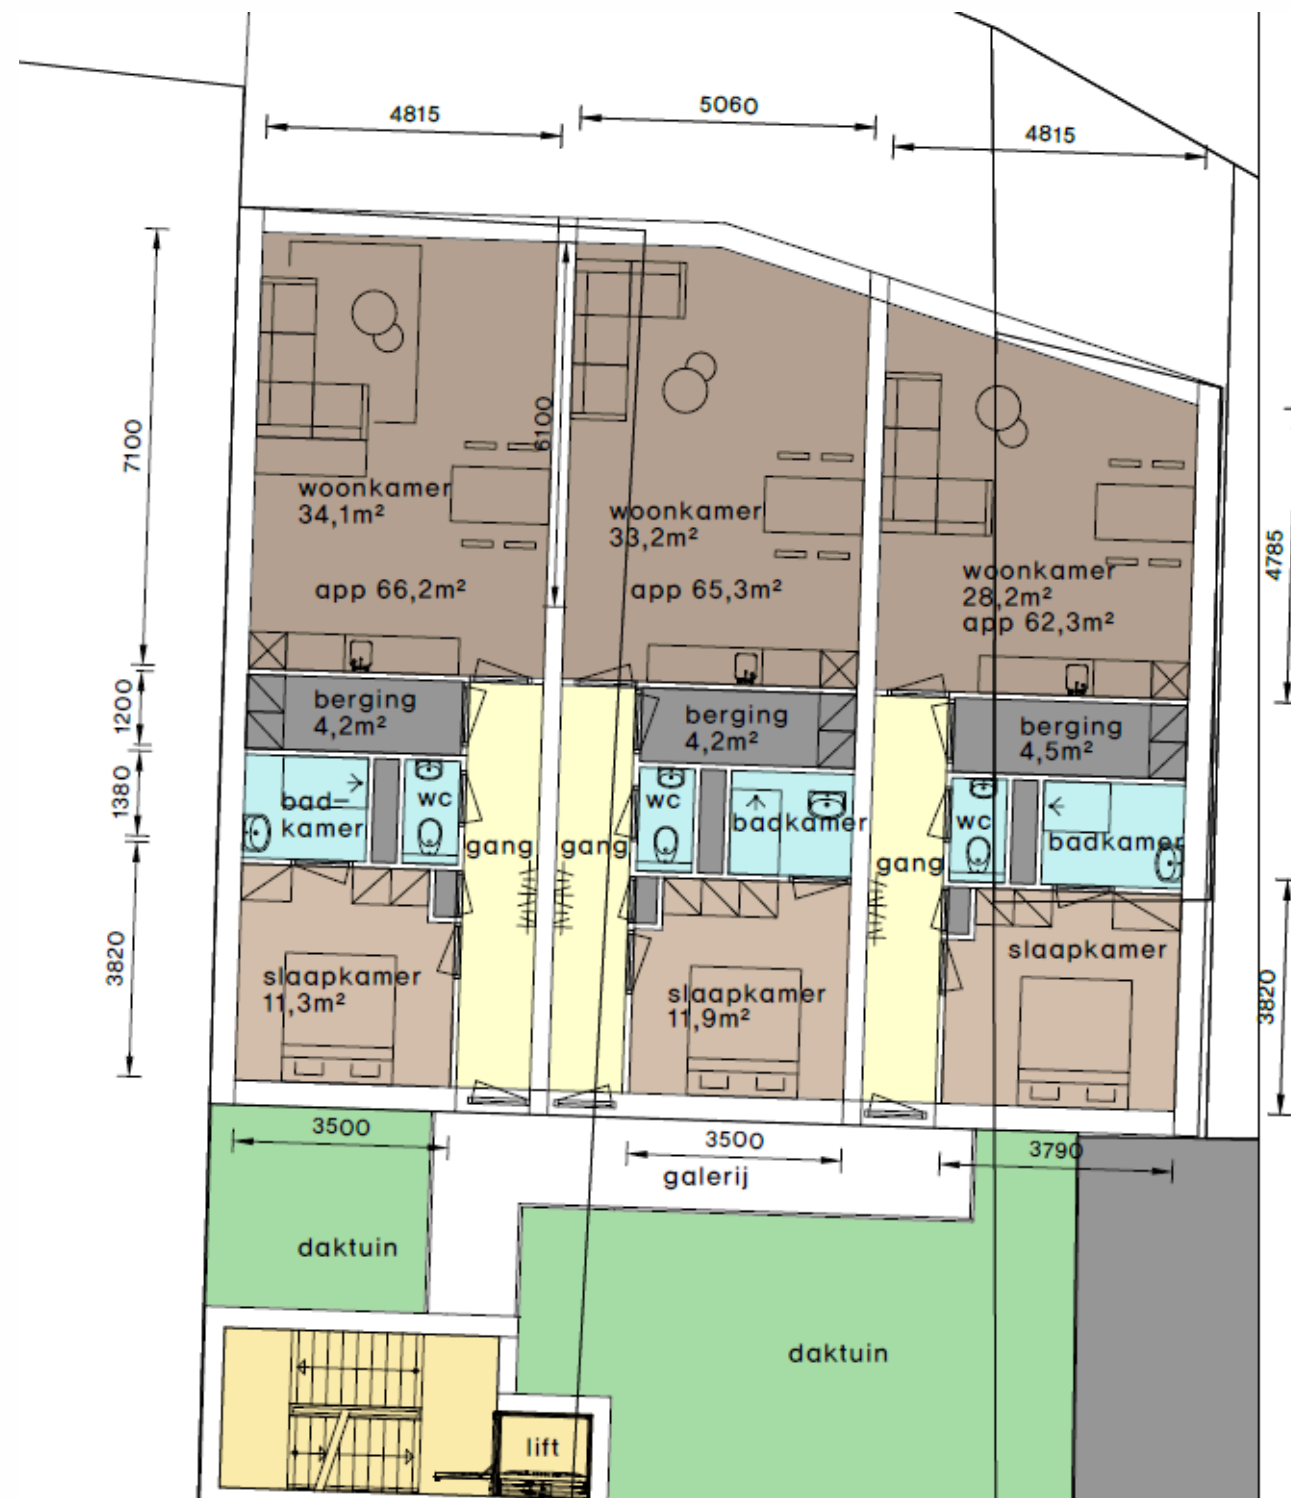 4815
5060
4815
7100
6100
woonkamer
34,1m²
app 66,2m²
woonkamer
33,2m²
app 65,3m²
woonkamer
28,2m²
app 62,3m²
4785
1200
berging
4,2m²
berging
4,2m²
berging
4,5m²
1380
bad-
kamer
wc
gang
gang
wc
badkamer
gang
wc
badkamer
3820
slaapkamer
11,3m²
slaapkamer
11,9m²
slaapkamer
3820
3500
3500
3790
galerij
daktuin
daktuin
lift